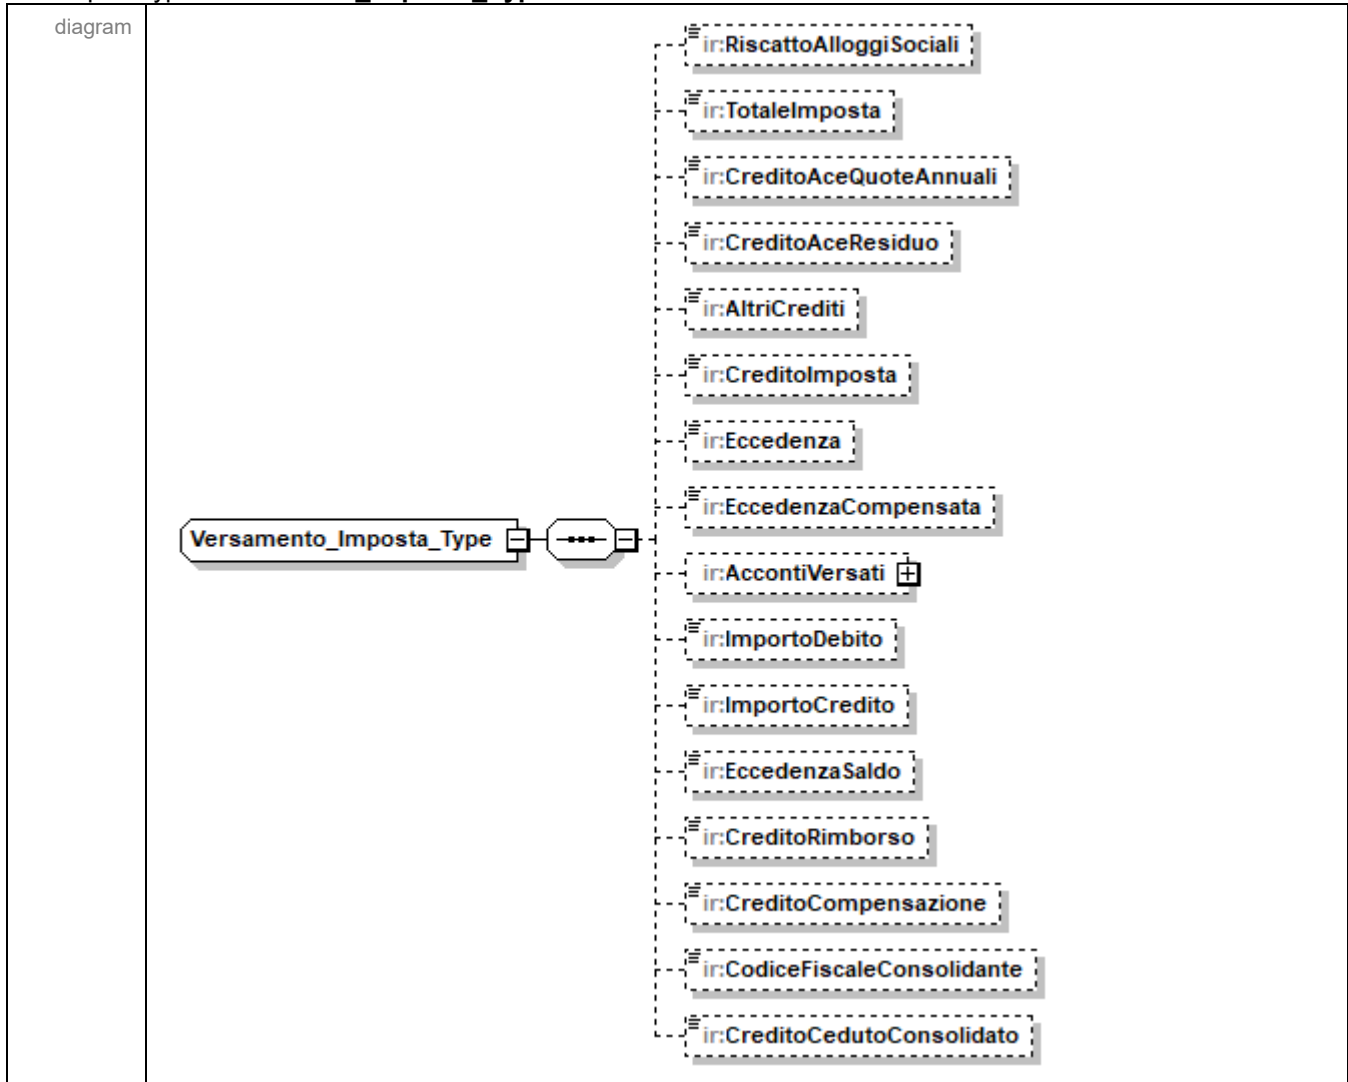 diagram
ir:RiscattoAlloggiSociali
ir:TotaleImposta
ir:CreditoAceQuoteAnnuali
ir:CreditoAceResiduo
ir:AltriCrediti
ir:CreditoImposta
ir:Eccedenza
ir:EccedenzaCompensata
Versamento_Imposta_Type
ir:AccontiVersati
ir:ImportoDebito
ir:ImportoCredito
ir:EccedenzaSaldo
ir:CreditoRimborso
ir:CreditoCompensazione
ir:CodiceFiscaleConsolidante
ir:CreditoCedutoConsolidato